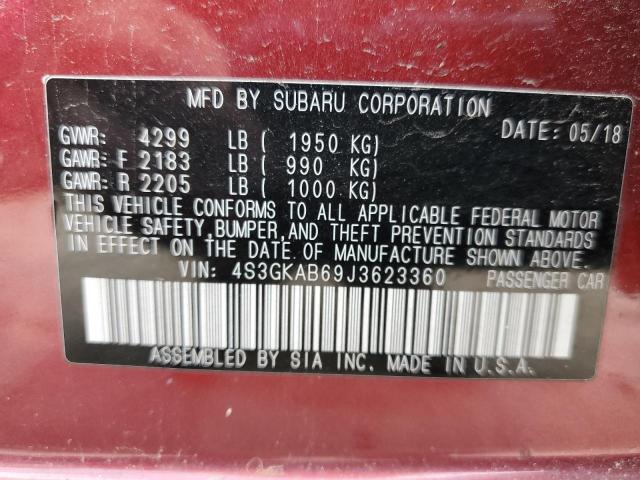 MFD BY SUBARU CORPORATION
DATE: 05/18
GVWR: 4299 LB ( 1950 KG)
GAWR: F 2183 LB ( 990 KG)
GAWR: R 2205 LB ( 1000 KG)
THIS VEHICLE CONFORMS TO ALL APPLICABLE FEDERAL MOTOR
VEHICLE SAFETY, BUMPER, AND THEFT PREVENTION STANDARDS
IN EFFECT ON THE DATE OF MANUFACTURE SHOWN ABOVE.
VIN: 4S3GKAB69J3623360 PASSENGER CAR
ASSEMBLED BY SIA INC. MADE IN U.S.A.